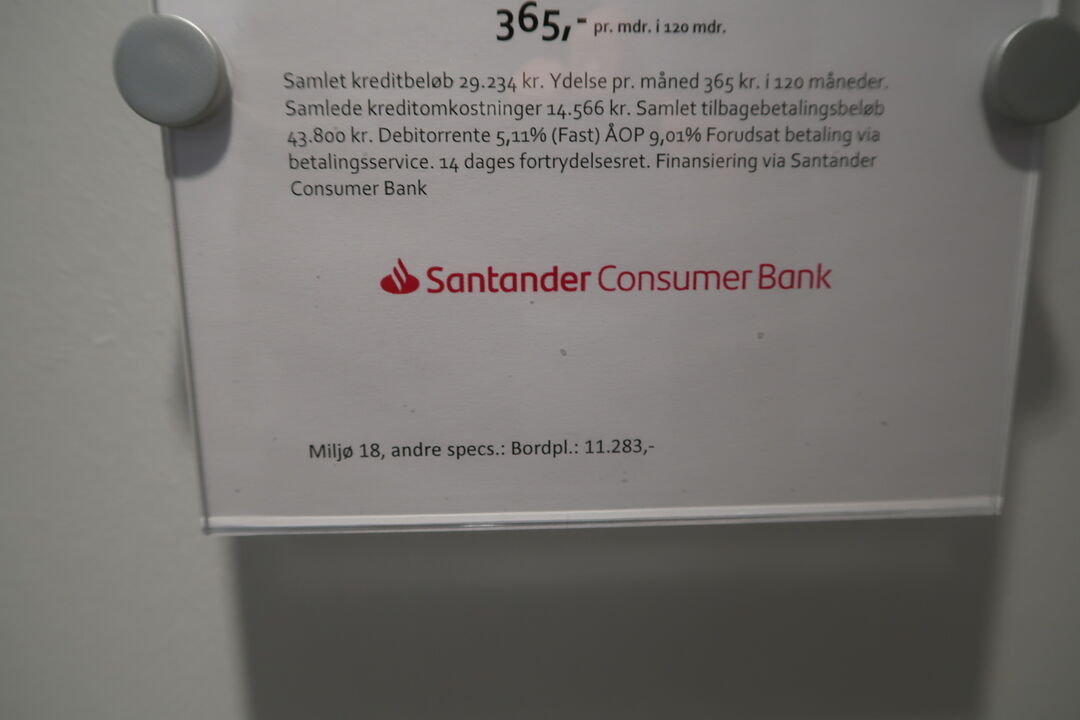 365,- pr. mdr. i 120 mdr.
Samlet kreditbeløb 29.234 kr. Ydelse pr. måned 365 kr. i 120 måneder.
Samlede kreditomkostninger 14.566 kr. Samlet tilbagebetalingsbeløb
43.800 kr. Debitorrente 5,11% (Fast) ÅOP 9,01% Forudsat betaling via
betalingsservice. 14 dages fortrydelsesret. Finansiering via Santander
Consumer Bank
Santander Consumer Bank
Miljø 18, andre specs.: Bordpl.: 11.283,-